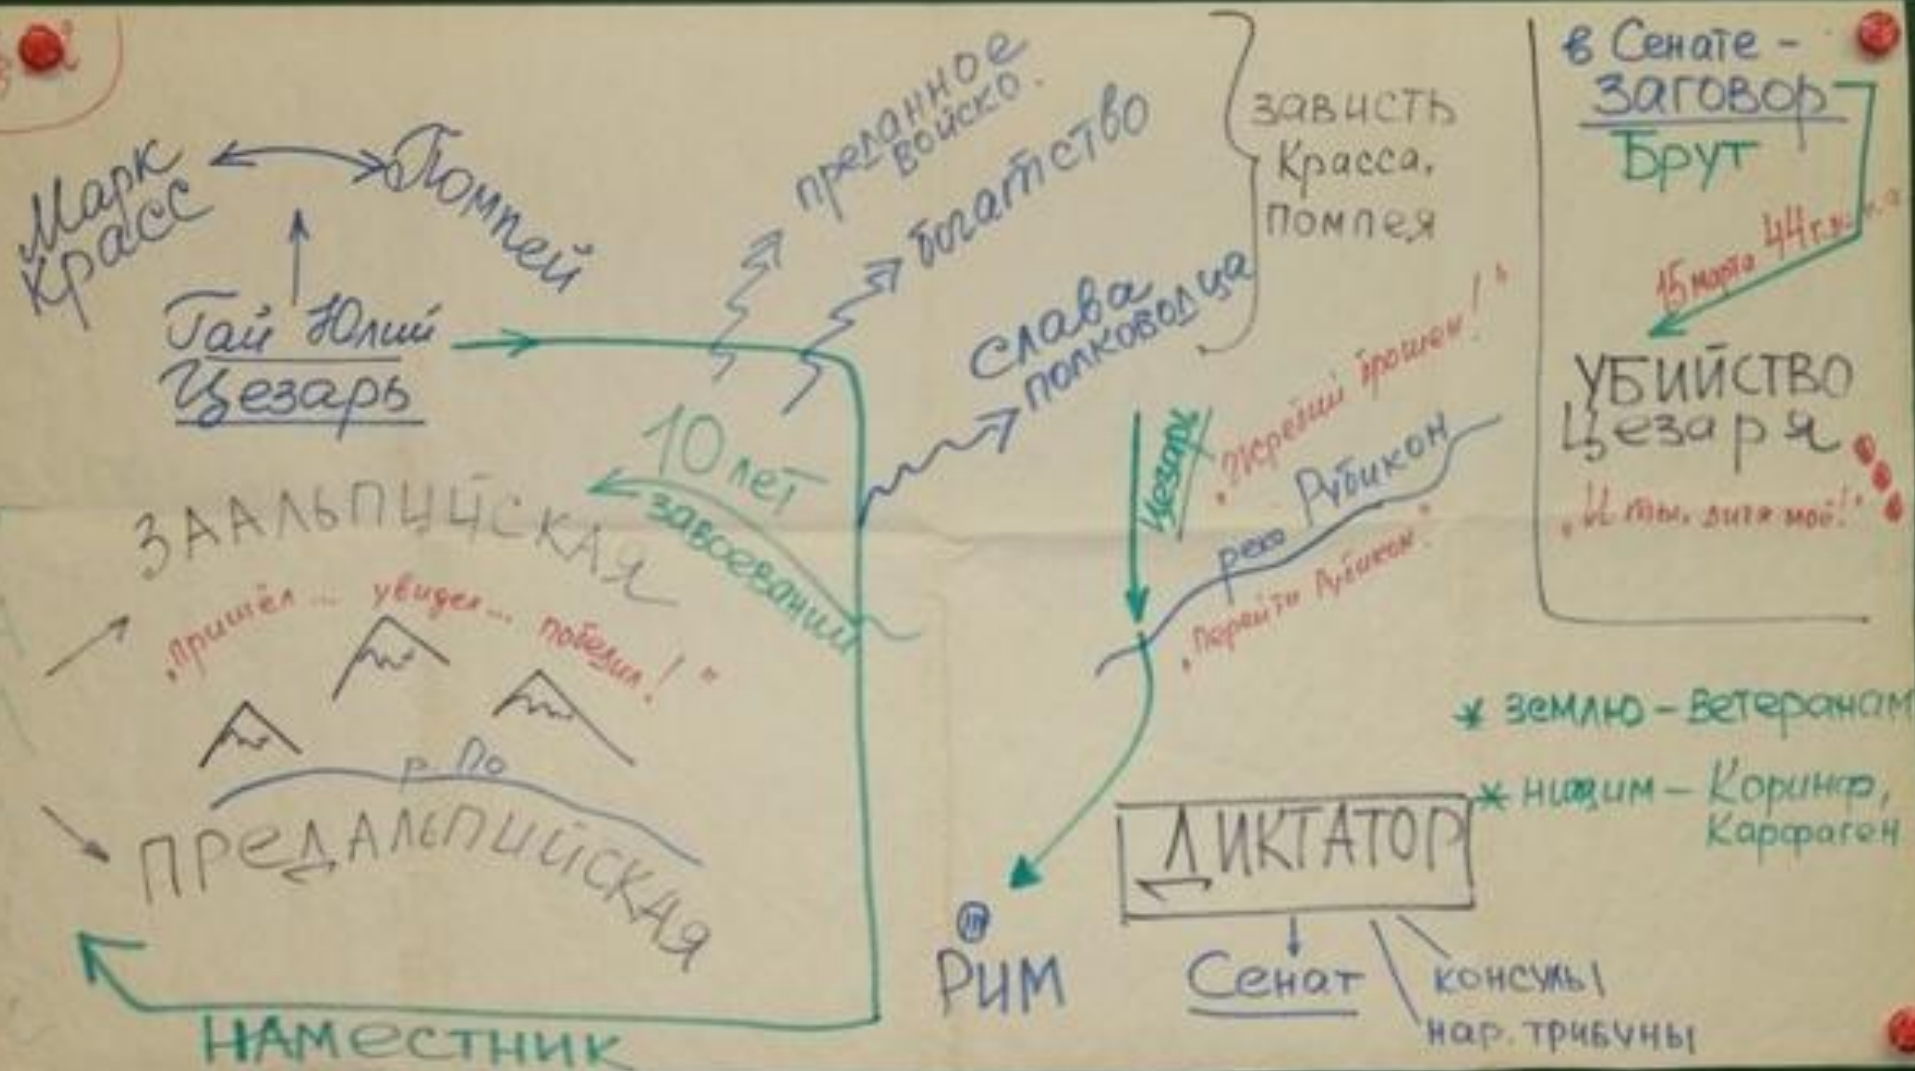 Марк
Красс
Помпей
Гай Юлий
Цезарь
преданное
войско.
богатство
слава
полководца
зависть
Красса,
Помпея
10 лет
завоеваний
ЗААЛЬПИЙСКАЯ
„Пришёл... увидел... победил!"
р. По
ПРЕДАЛЬПИЙСКАЯ
НАМЕСТНИК
Цезарь
„Жребий брошен!"
река Рубикон
„Перейти Рубикон."
РИМ
в Сенате -
ЗАГОВОР
Брут
15 марта 44 г.
УБИЙСТВО
Цезаря
„И ты, дитя моё!"
* землю - ветеранам
* нищим - Коринф,
Карфаген
ДИКТАТОР
Сенат
консулы
нар. трибуны